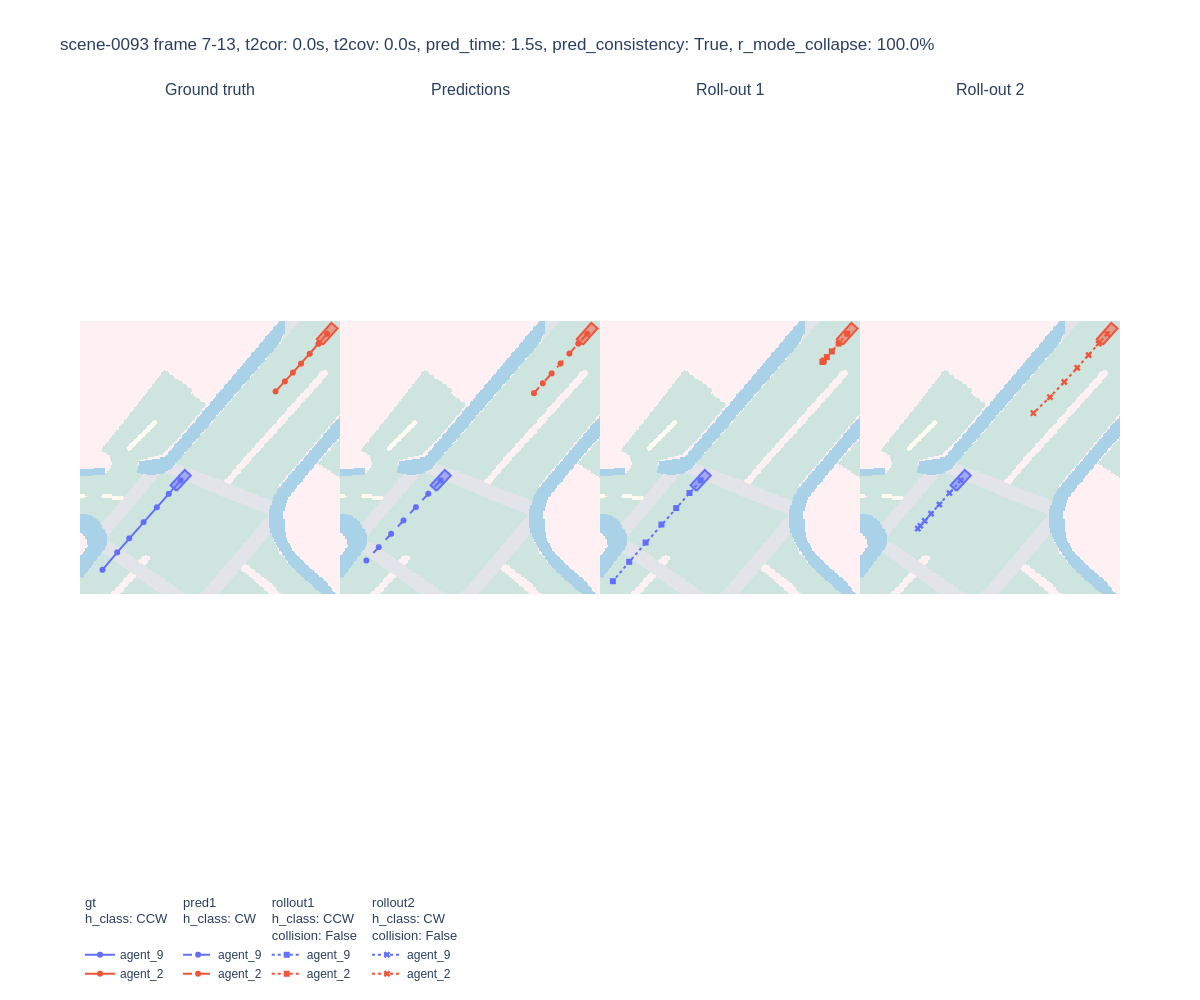 scene-0093 frame 7-13, t2cor: 0.0s, t2cov: 0.0s, pred_time: 1.5s, pred_consistency: True, r_mode_collapse: 100.0%
Ground truth
Predictions
Roll-out 1
Roll-out 2
gt
h_class: CCW
agent_9
agent_2
pred1
h_class: CW
agent_9
agent_2
rollout1
h_class: CCW
collision: False
agent_9
agent_2
rollout2
h_class: CW
collision: False
agent_9
agent_2